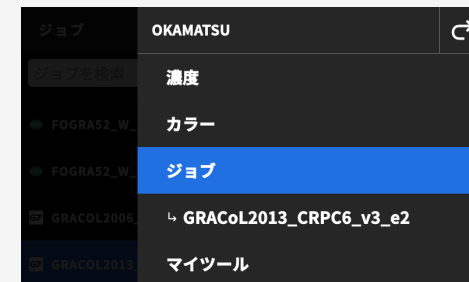 ジョブ
OKAMATSU
ジョブを検索
濃度
FOGRA52_W_
カラー
FOGRA52_W_
ジョブ
GRACOL2006_
↳ GRACoL2013_CRPC6_v3_e2
GRACOL2013_
マイツール